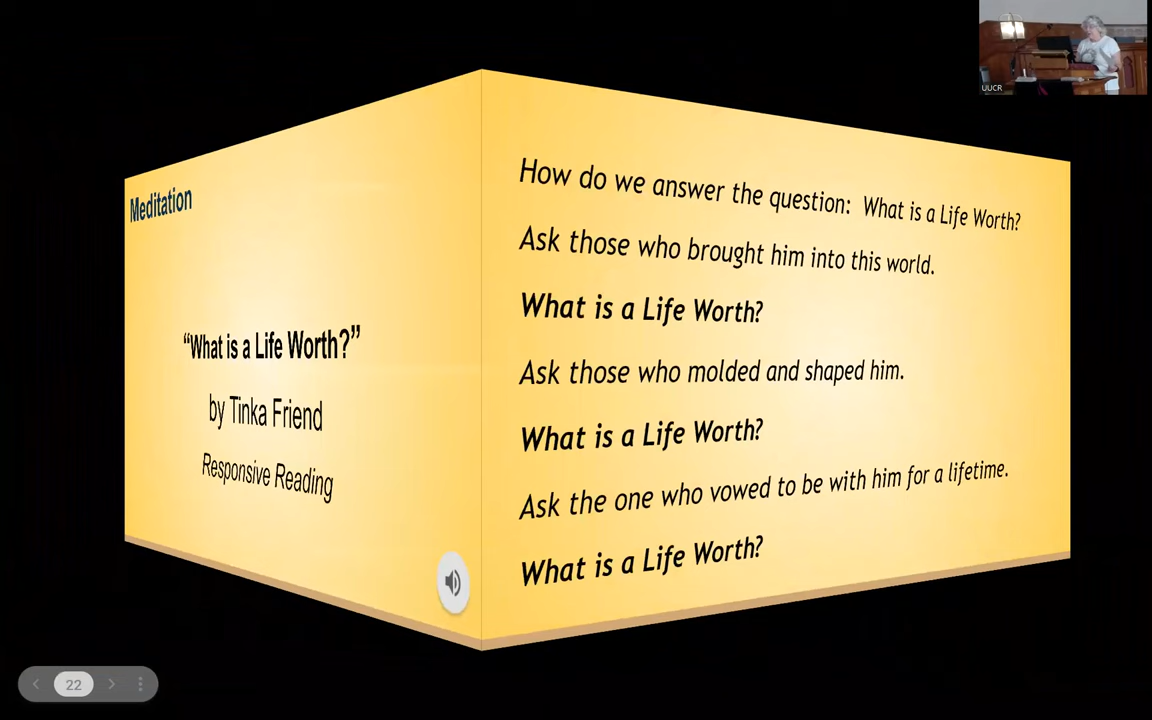 Meditation
“What is a Life Worth?”
by Tinka Friend
Responsive Reading
How do we answer the question: What is a Life Worth?
Ask those who brought him into this world.
What is a Life Worth?
Ask those who molded and shaped him.
What is a Life Worth?
Ask the one who vowed to be with him for a lifetime.
What is a Life Worth?
UUCR
22